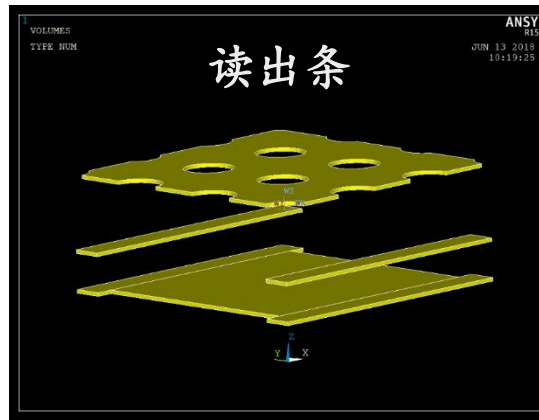 1
VOLUMES
TYPE NUM
ANSY
R15
JUN 13 2018
10:19:25
读出条
Z
Y
X